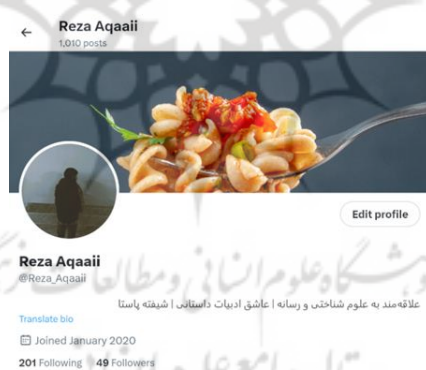 Reza Aqaaii
1,010 posts
Edit profile
Reza Aqaaii
@Reza_Aqaaii
علاقه‌مند به علوم شناختی و رسانه | عاشق ادبیات داستانی | شیفته پاستا
Translate bio
Joined January 2020
201 Following 49 Followers